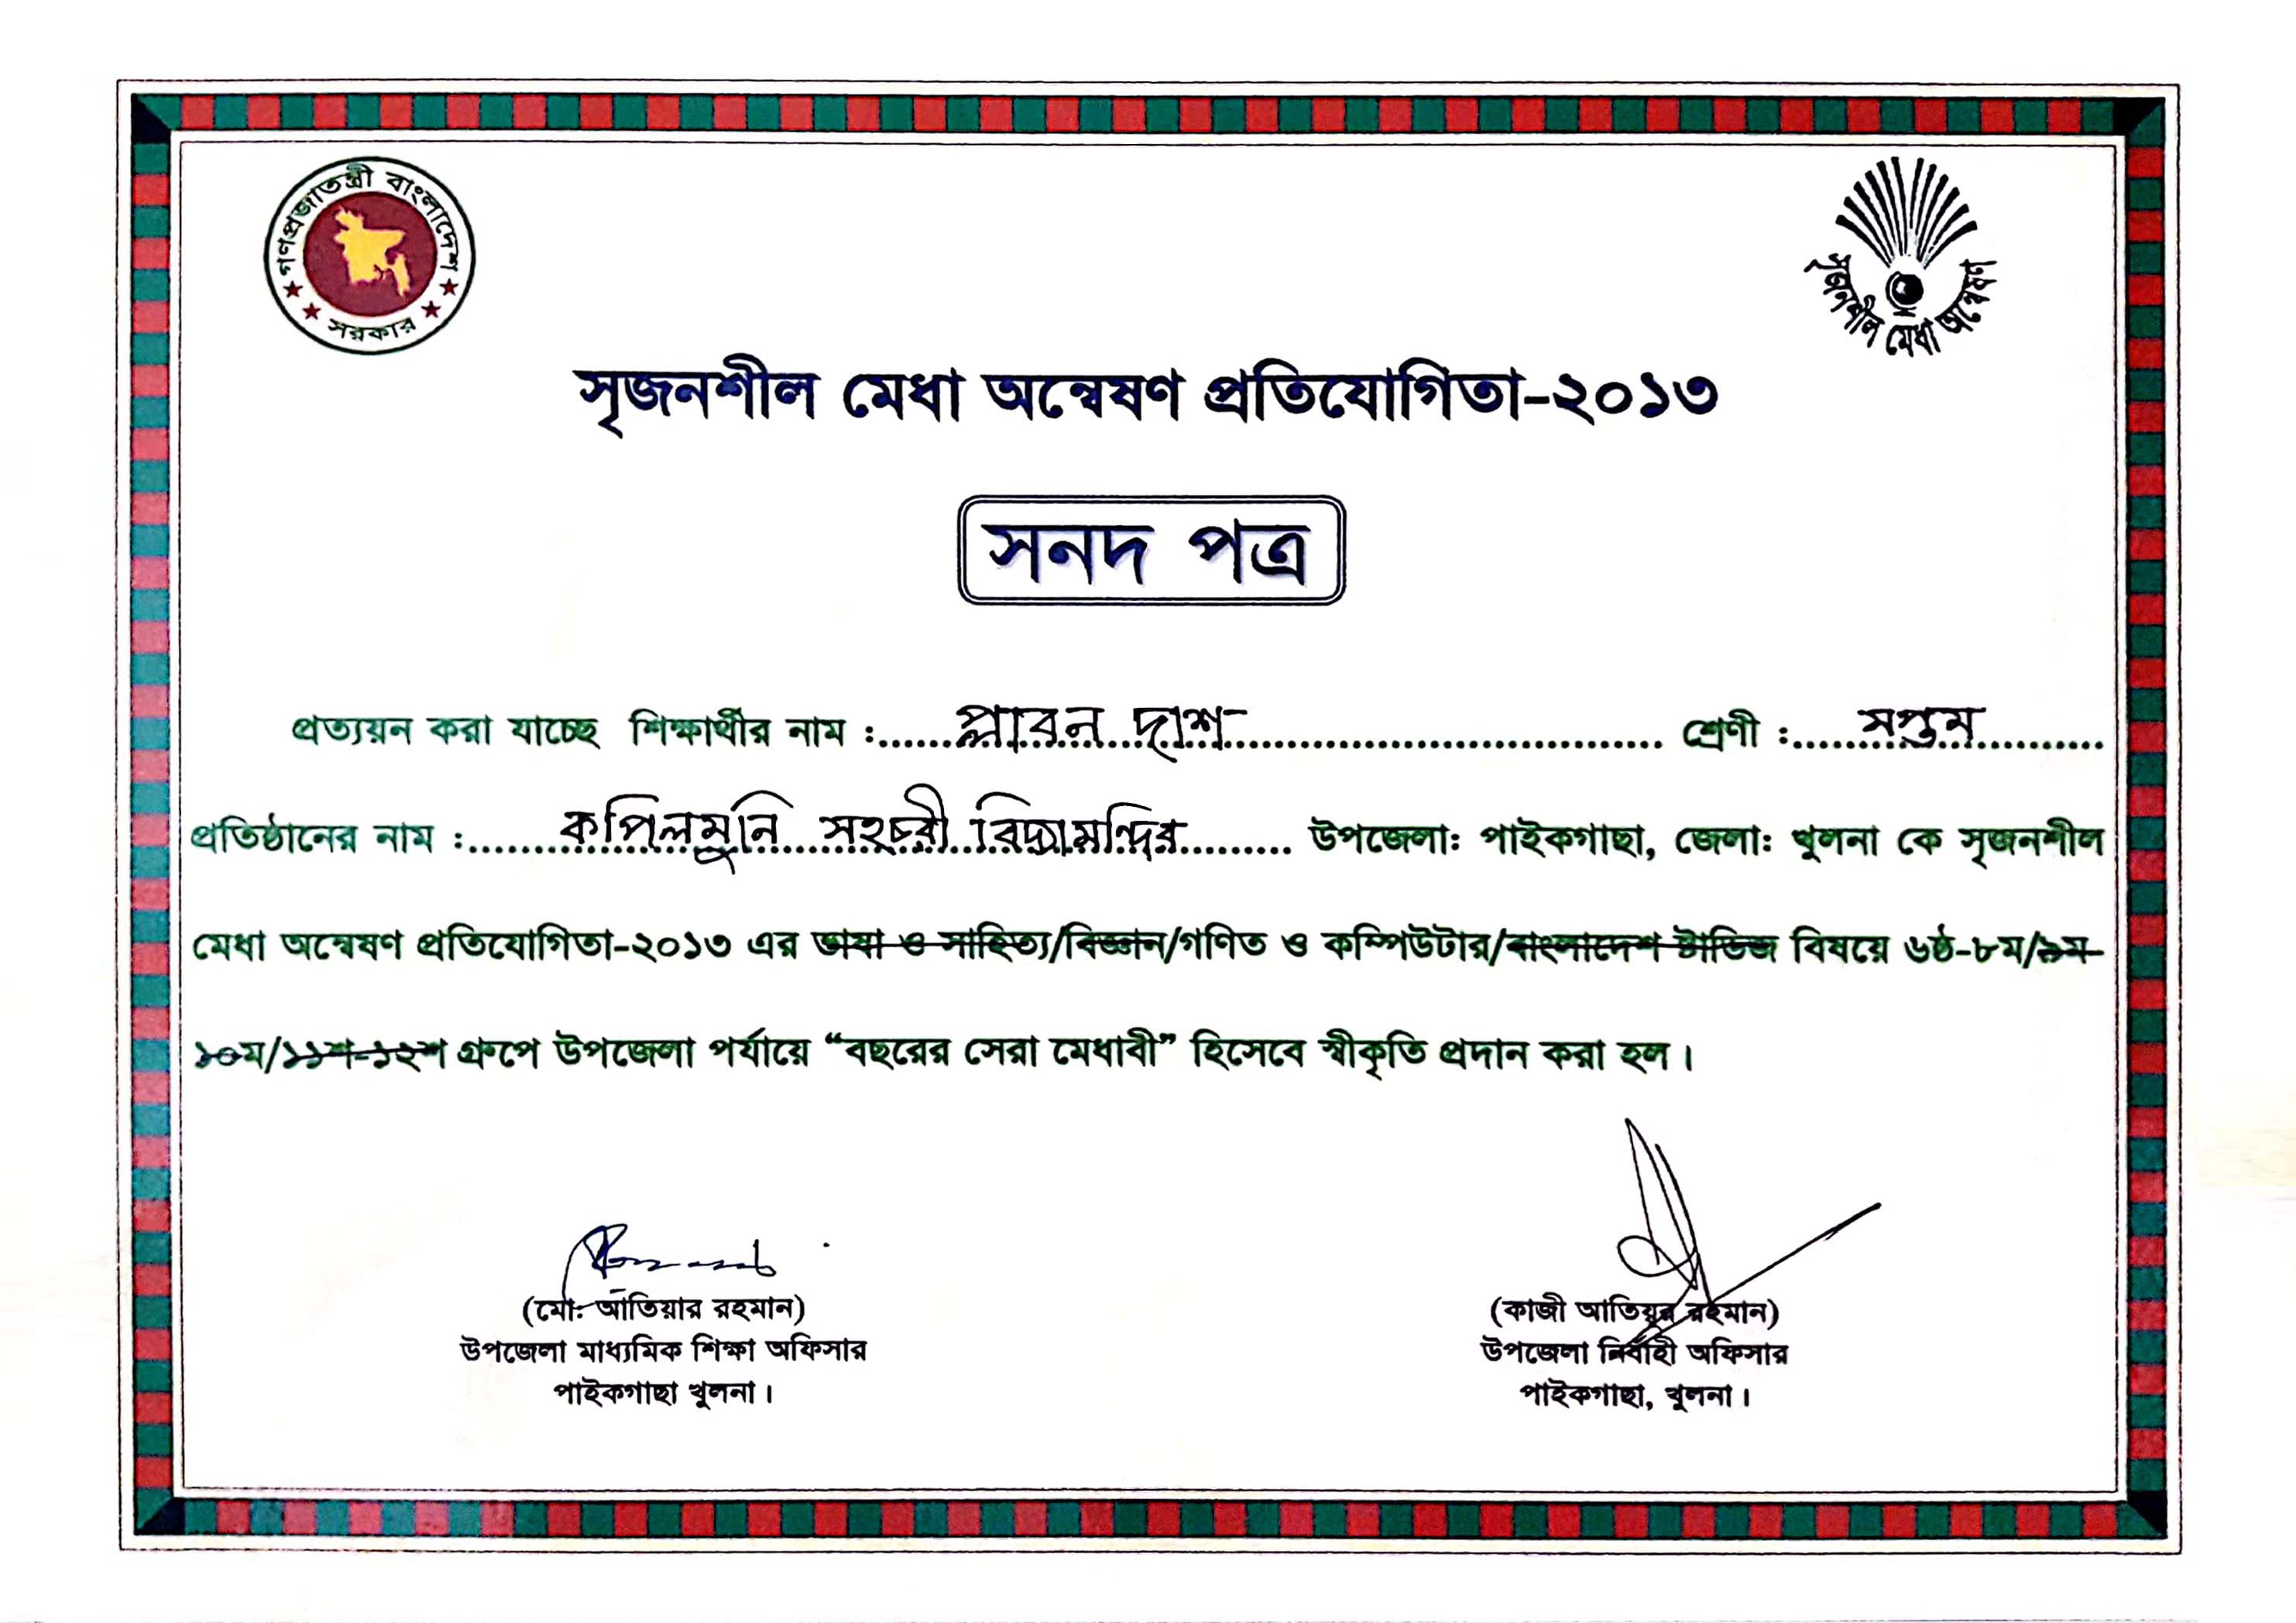 গণপ্রজাতন্ত্রী বাংলাদেশ
সরকার
সৃজনশীল মেধা অন্বেষণ
সৃজনশীল মেধা অন্বেষণ প্রতিযোগিতা-২০১৩
সনদ পত্র
প্রত্যয়ন করা যাচ্ছে শিক্ষার্থীর নাম :...... প্লাবন দাশ ...... শ্রেণী :...... সপ্তম ......
প্রতিষ্ঠানের নাম :...... কপিলমুনি সহচরী বিদ্যামন্দির ...... উপজেলা: পাইকগাছা, জেলা: খুলনা কে সৃজনশীল
মেধা অন্বেষণ প্রতিযোগিতা-২০১৩ এর ভাষা ও সাহিত্য/বিজ্ঞান/গণিত ও কম্পিউটার/বাংলাদেশ স্টাডিজ বিষয়ে ৬ষ্ঠ-৮ম/৯ম-
১০ম/১১শ-১২শ গ্রুপে উপজেলা পর্যায়ে “বছরের সেরা মেধাবী” হিসেবে স্বীকৃতি প্রদান করা হল।
(মো: আতিয়ার রহমান)
উপজেলা মাধ্যমিক শিক্ষা অফিসার
পাইকগাছা খুলনা।
(কাজী আতিয়ুর রহমান)
উপজেলা নির্বাহী অফিসার
পাইকগাছা, খুলনা।